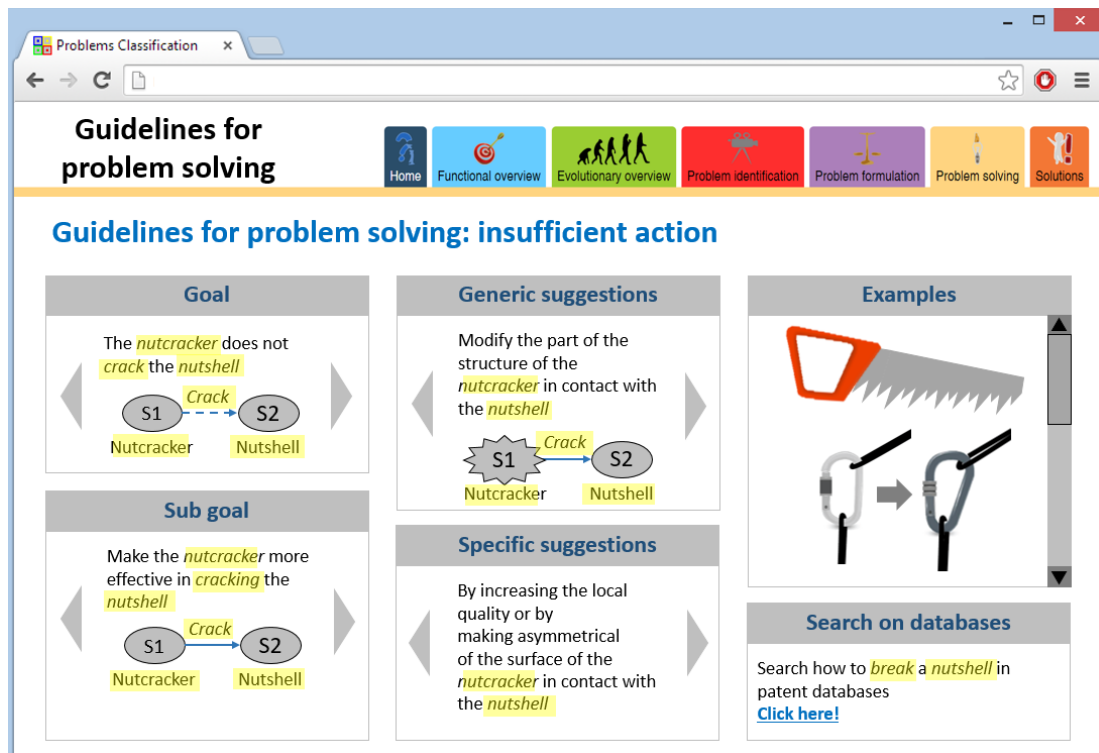 Problems Classification
Guidelines for
problem solving
Home
Functional overview
Evolutionary overview
Problem identification
Problem formulation
Problem solving
Solutions
Guidelines for problem solving: insufficient action
Goal
The nutcracker does not
crack the nutshell
Crack
S1
S2
Nutcracker
Nutshell
Sub goal
Make the nutcracker more
effective in cracking the
nutshell
Crack
S1
S2
Nutcracker
Nutshell
Generic suggestions
Modify the part of the
structure of the
nutcracker in contact with
the nutshell
Crack
S1
S2
Nutcracker
Nutshell
Specific suggestions
By increasing the local
quality or by
making asymmetrical
of the surface of the
nutcracker in contact with
the nutshell
Examples
Search on databases
Search how to break a nutshell in
patent databases
Click here!